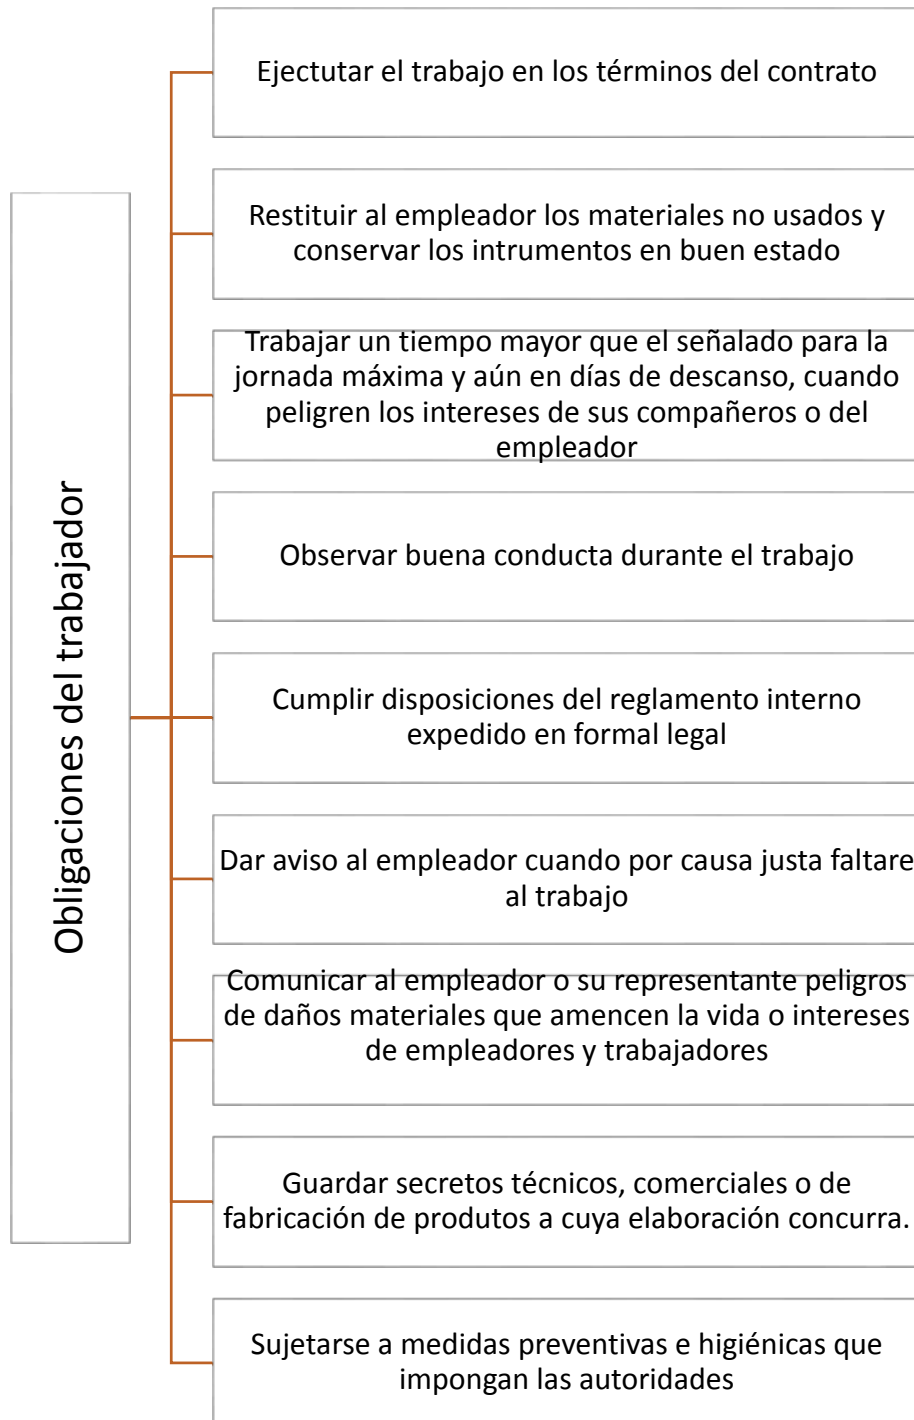 Obligaciones del trabajador
Ejectutar el trabajo en los términos del contrato
Restituir al empleador los materiales no usados y
conservar los intrumentos en buen estado
Trabajar un tiempo mayor que el señalado para la
jornada máxima y aún en días de descanso, cuando
peligren los intereses de sus compañeros o del
empleador
Observar buena conducta durante el trabajo
Cumplir disposiciones del reglamento interno
expedido en formal legal
Dar aviso al empleador cuando por causa justa faltare
al trabajo
Comunicar al empleador o su representante peligros
de daños materiales que amencen la vida o intereses
de empleadores y trabajadores
Guardar secretos técnicos, comerciales o de
fabricación de produtos a cuya elaboración concurra.
Sujetarse a medidas preventivas e higiénicas que
impongan las autoridades